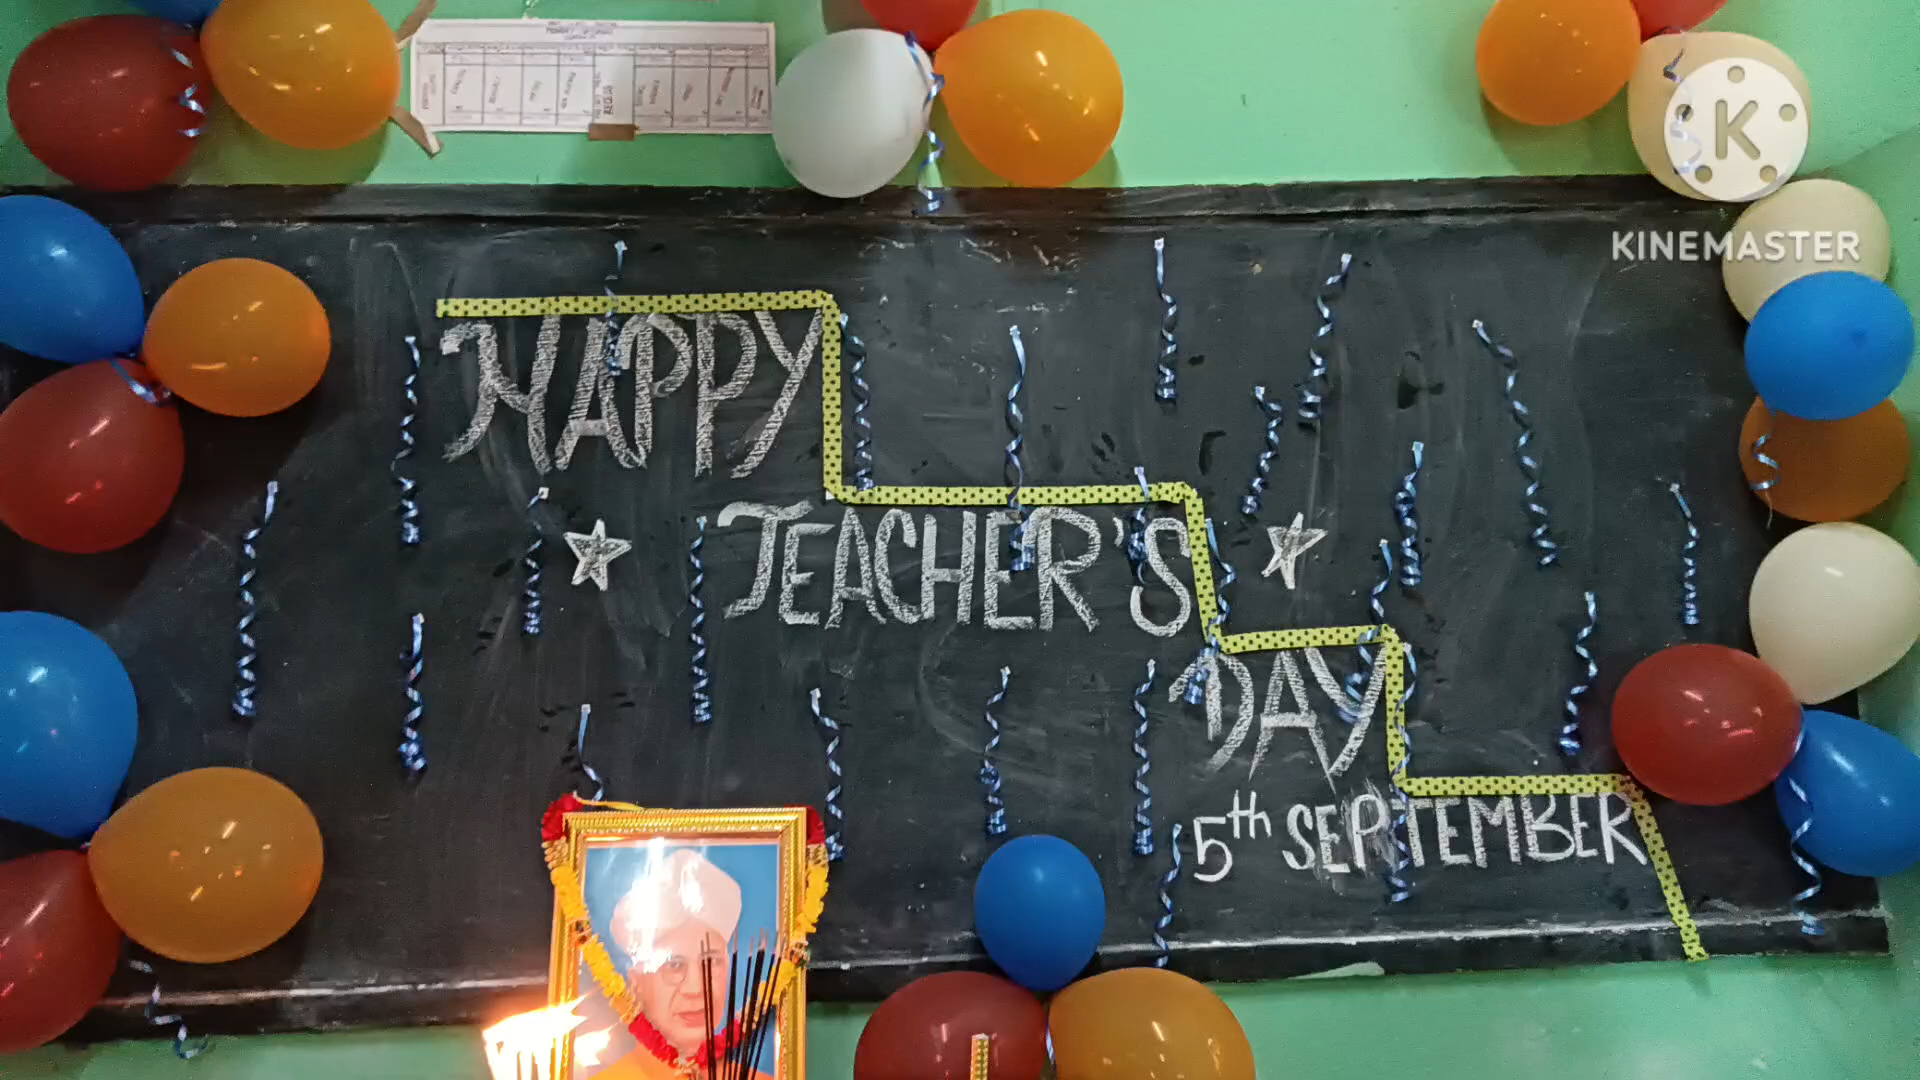 K
KINEMASTER
HAPPY
TEACHER'S
DAY
5th SEPTEMBER